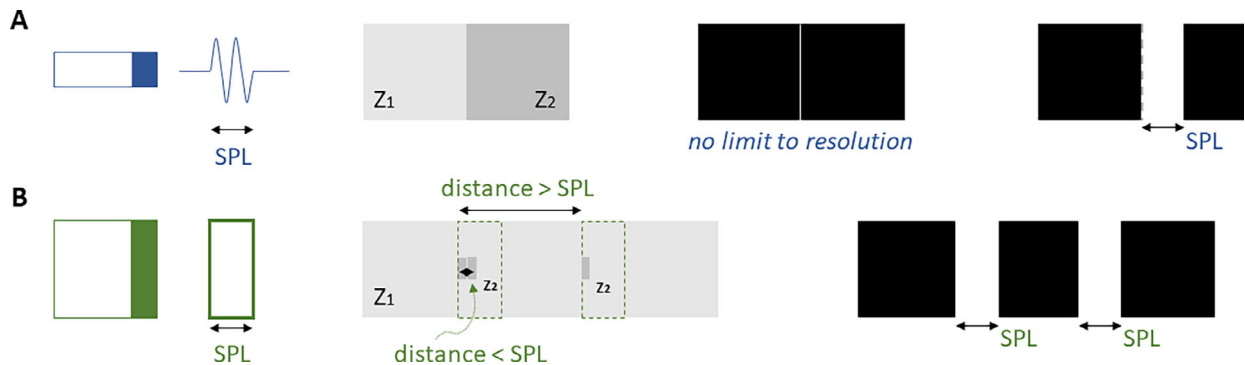 A
SPL
Z1
Z2
no limit to resolution
SPL
B
distance > SPL
SPL
Z1
Z2
Z2
distance < SPL
SPL
SPL